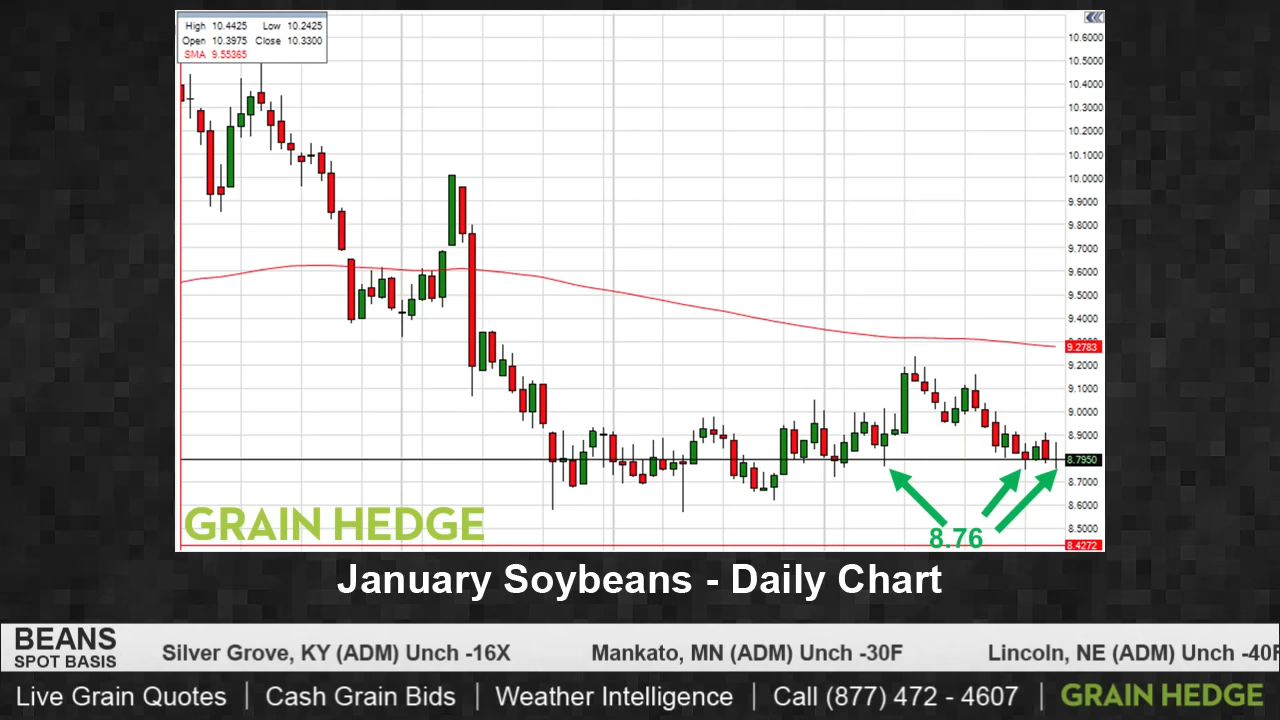 High 10.4425 Low 10.2425
Open 10.3975 Close 10.3300
SMA 9.55365
10.6000
10.5000
10.4000
10.3000
10.2000
10.1000
10.0000
9.9000
9.8000
9.7000
9.6000
9.5000
9.4000
9.2783
9.2000
9.1000
9.0000
8.9000
8.7950
8.7000
8.6000
8.5000
8.4272
8.76
GRAIN HEDGE
January Soybeans - Daily Chart
BEANS
SPOT BASIS
Silver Grove, KY (ADM) Unch -16X Mankato, MN (ADM) Unch -30F Lincoln, NE (ADM) Unch -40F
Live Grain Quotes | Cash Grain Bids | Weather Intelligence | Call (877) 472 - 4607 | GRAIN HEDGE